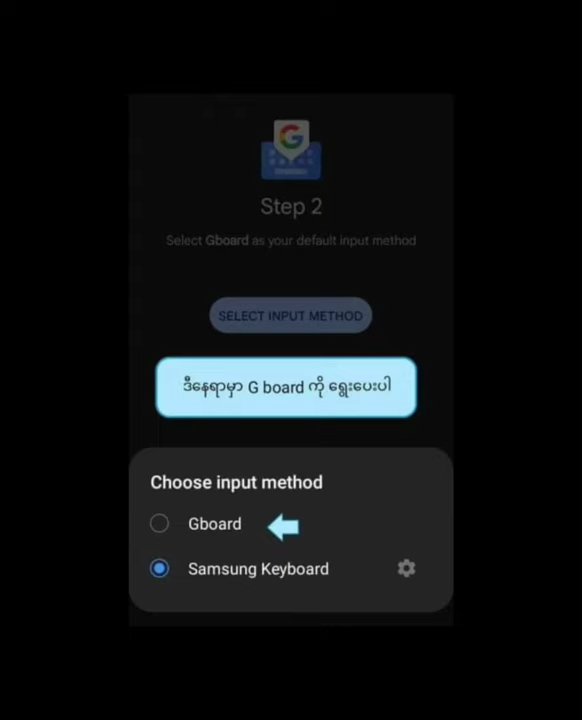 Step 2
Select Gboard as your default input method
SELECT INPUT METHOD
ဒီနေရာမှာ G board ကို ရွေးပေးပါ
Choose input method
Gboard
Samsung Keyboard